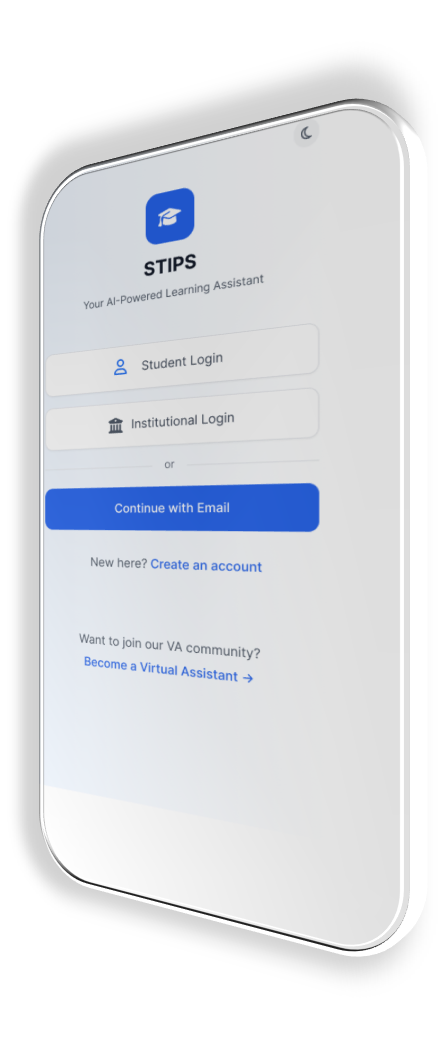 STIPS
Your AI-Powered Learning Assistant
Student Login
Institutional Login
or
Continue with Email
New here? Create an account
Want to join our VA community?
Become a Virtual Assistant →